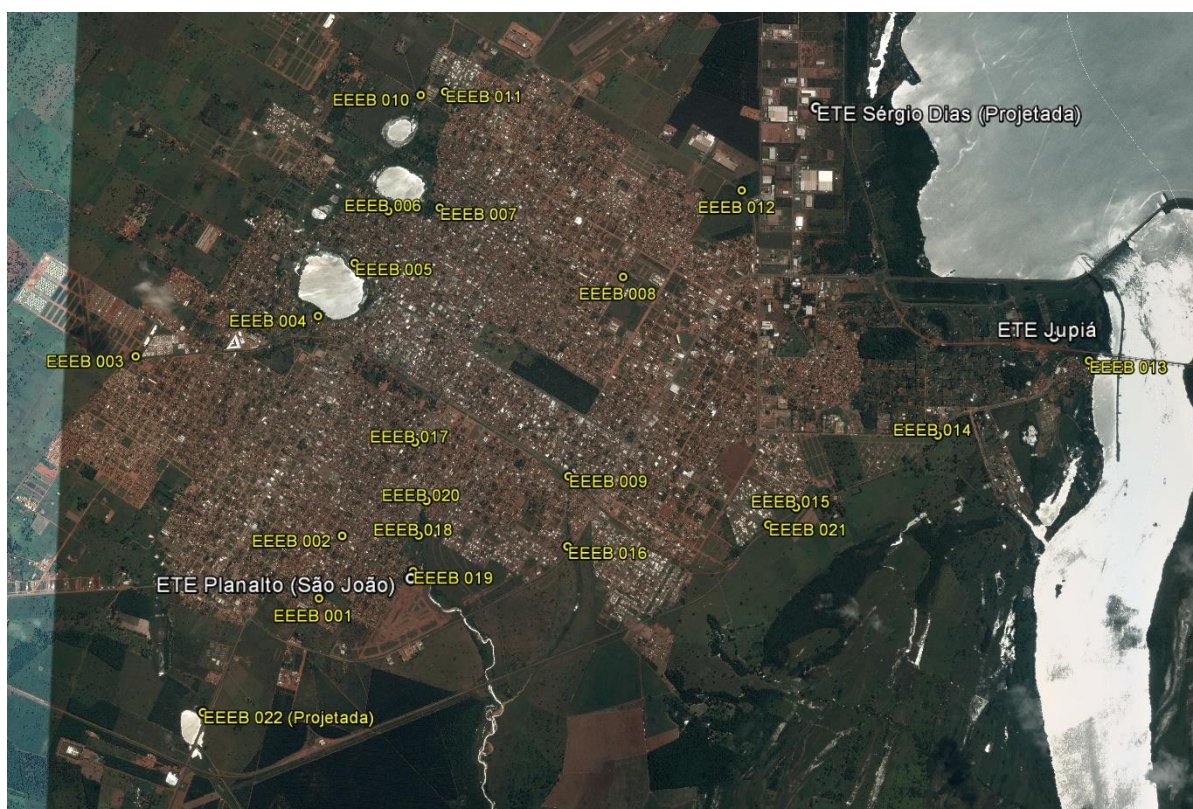 EEEB 010
EEEB 011
ETE Sérgio Dias (Projetada)
EEEB 006
EEEB 007
EEEB 012
EEEB 005
EEEB 008
EEEB 004
ETE Jupiá
EEEB 003
EEEB 013
EEEB 017
EEEB 014
EEEB 009
EEEB 020
EEEB 015
EEEB 018
EEEB 021
EEEB 002
EEEB 016
EEEB 019
ETE Planalto (São João)
EEEB 001
EEEB 022 (Projetada)